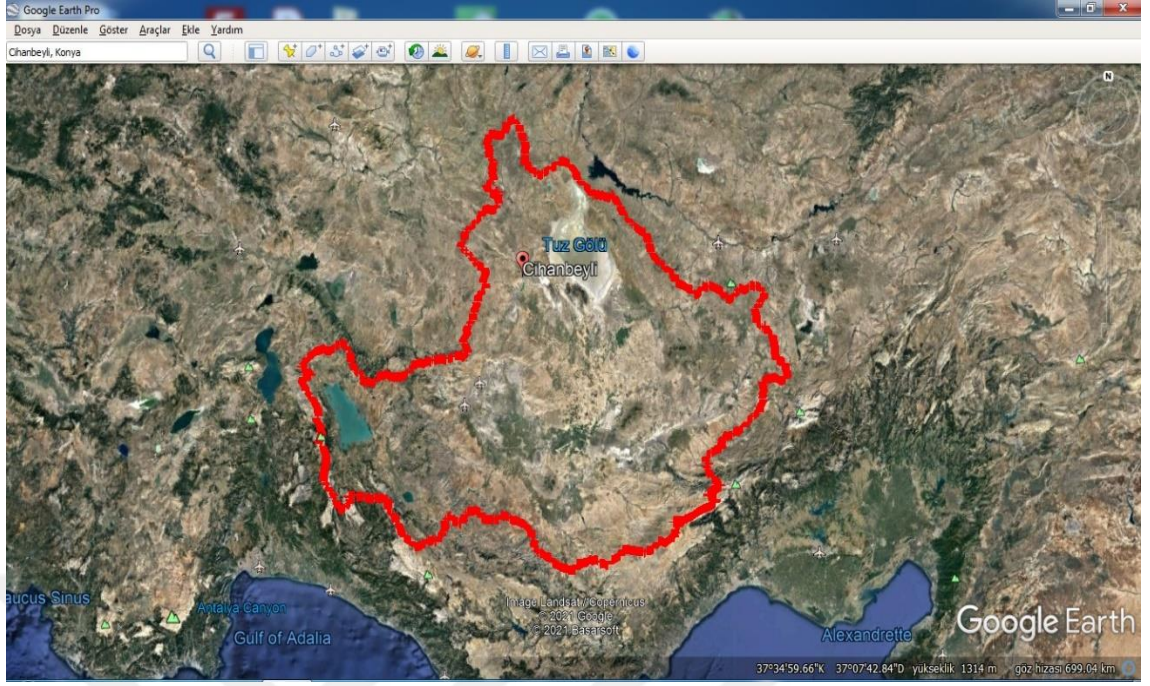 Google Earth Pro
Dosya Düzenle Göster Araçlar Ekle Yardım
Cihanbeyli, Konya
N
Tuz Gölü
Cihanbeyli
Antalya Canyon
Gulf of Adalia
aucus Sinus
Alexandrette
Image Landsat / Copernicus
© 2021 Google
© 2021 Basarsoft
Google Earth
37°34'59.66"K 37°07'42.84"D yükseklik 1314 m göz hizası 699.04 km